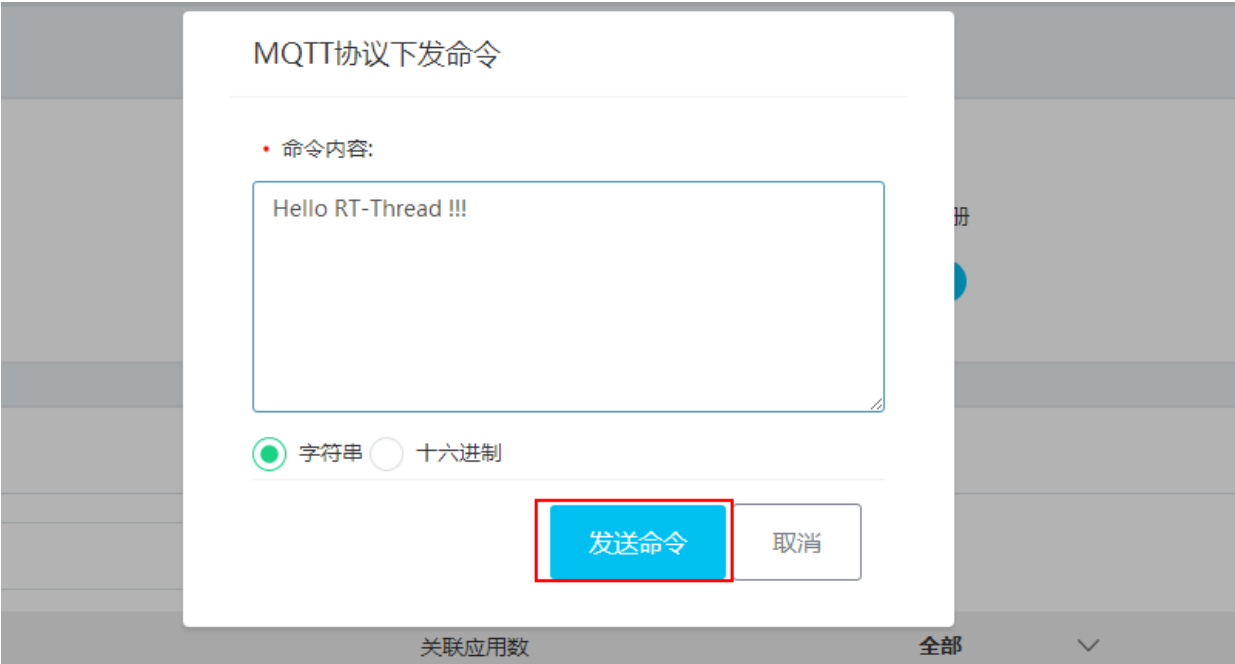 MQTT协议下发命令
• 命令内容:
Hello RT-Thread !!!
册
字符串 十六进制
发送命令 取消
关联应用数 全部